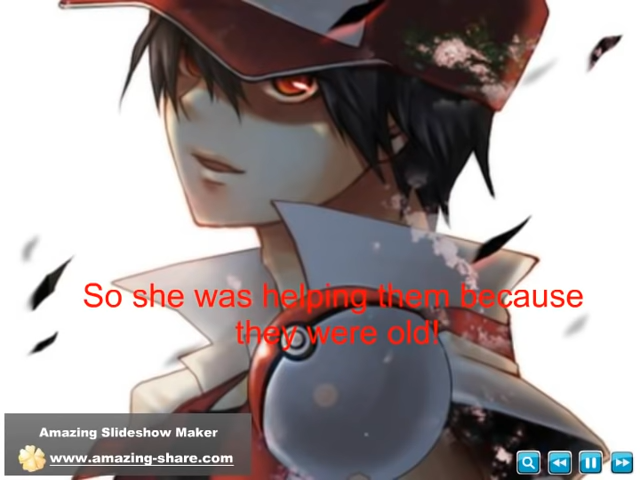 So she was helping them because
they were old!
Amazing Slideshow Maker
www.amazing-share.com